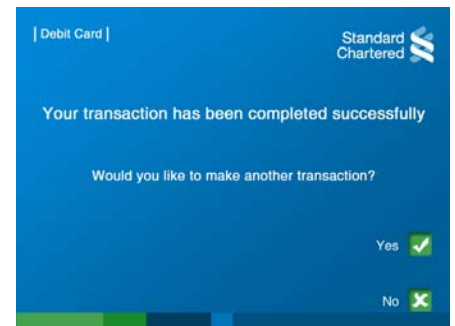 | Debit Card |
Standard
Chartered
Your transaction has been completed successfully
Would you like to make another transaction?
Yes
No